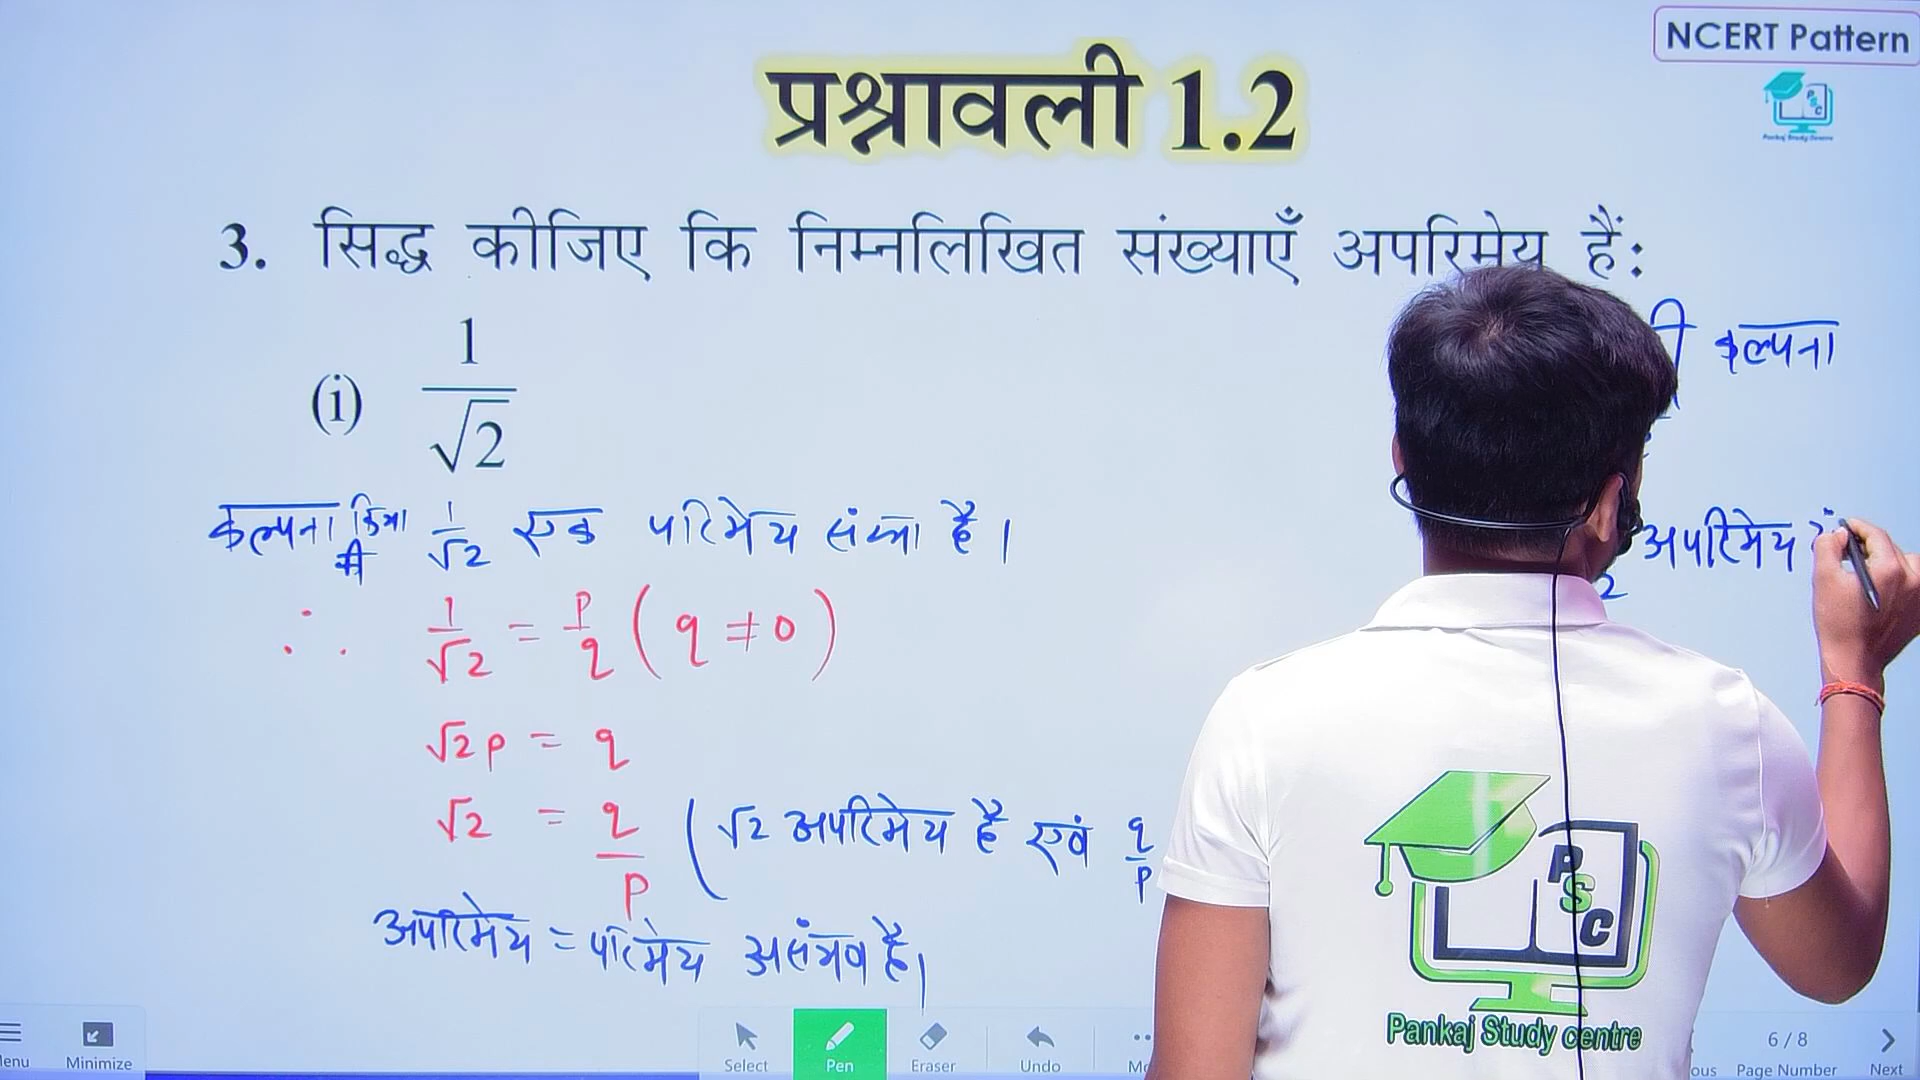 NCERT Pattern
प्रश्नावली 1.2
3. सिद्ध कीजिए कि निम्नलिखित संख्याएँ अपरिमेय हैं:
(i) 1/√2
कल्पना
कल्पना किया 1/√2 एक परिमेय संख्या है।
की
अपरिमेय
2
∴ 1/√2 = p/q (q ≠ 0)
√2p = q
√2 = q/p (√2 अपरिमेय है एवं q/p
अपरिमेय = परिमेय असंभव है।
PSC
Pankaj Study centre
Minimize
Select
Pen
Eraser
Undo
6 / 8
Page Number
Next